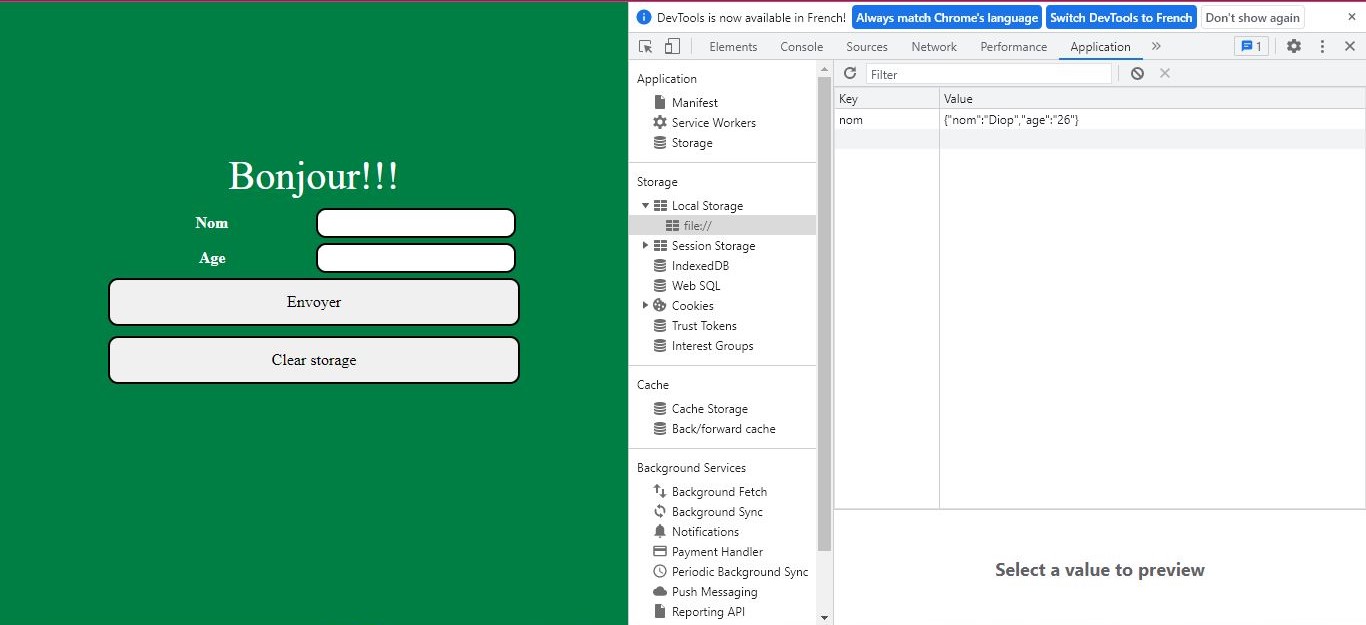 Bonjour!!!
Nom
Age
Envoyer
Clear storage
DevTools is now available in French! Always match Chrome's language Switch DevTools to French Don't show again
Elements Console Sources Network Performance Application 1
Application
Manifest
Service Workers
Storage
Storage
Local Storage
file://
Session Storage
IndexedDB
Web SQL
Cookies
Trust Tokens
Interest Groups
Cache
Cache Storage
Back/forward cache
Background Services
Background Fetch
Background Sync
Notifications
Payment Handler
Periodic Background Sync
Push Messaging
Reporting API
Filter
Key Value
nom {"nom":"Diop","age":"26"}
Select a value to preview